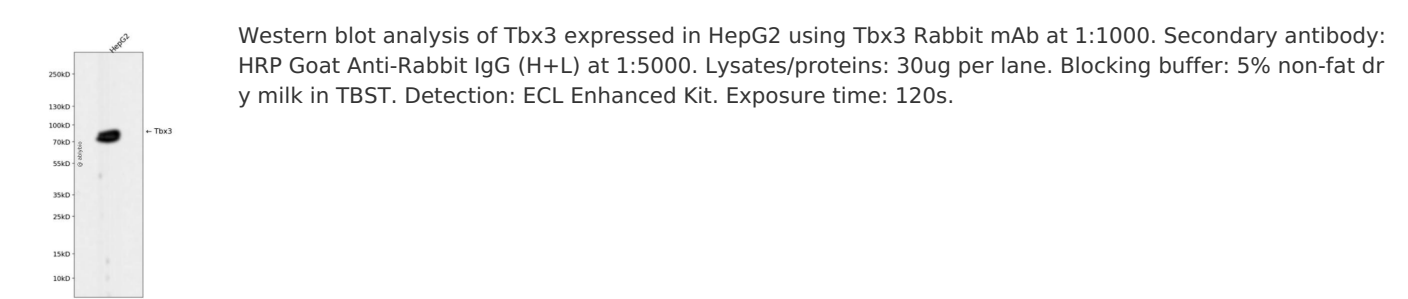 HepG2
250kD
130kD
100kD
← Tbx3
70kD
55kD
35kD
25kD
15kD
10kD
Western blot analysis of Tbx3 expressed in HepG2 using Tbx3 Rabbit mAb at 1:1000. Secondary antibody:
HRP Goat Anti-Rabbit IgG (H+L) at 1:5000. Lysates/proteins: 30ug per lane. Blocking buffer: 5% non-fat dr
y milk in TBST. Detection: ECL Enhanced Kit. Exposure time: 120s.